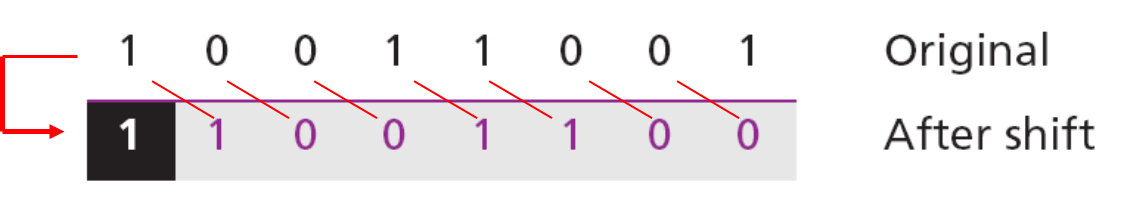 1 0 0 1 1 0 0 1 Original
1 1 0 0 1 1 0 0 After shift